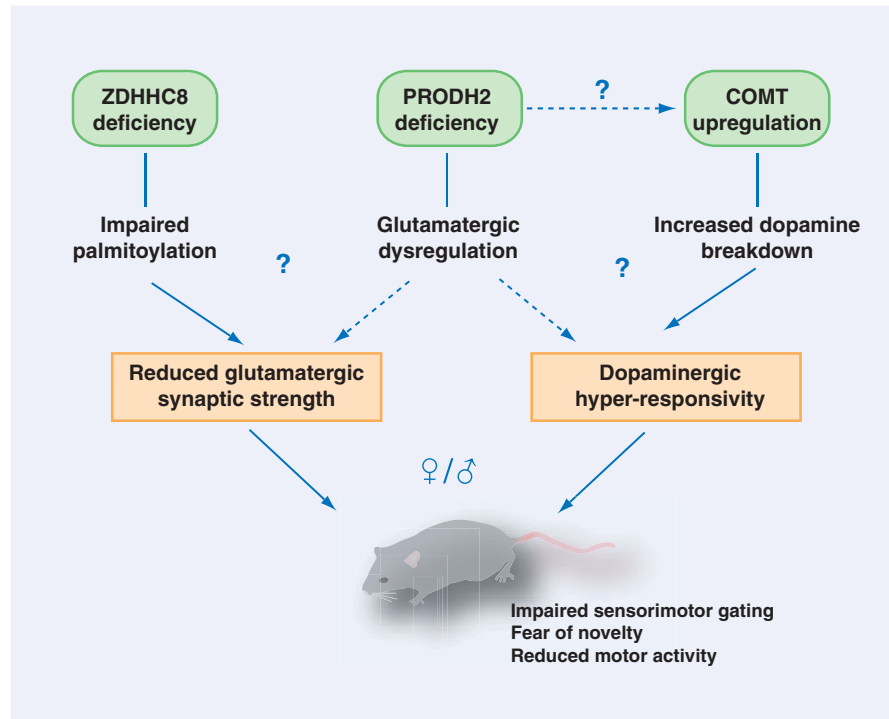 ZDHHC8
deficiency
PRODH2
deficiency
?
COMT
upregulation
Impaired
palmitoylation
Glutamatergic
dysregulation
Increased dopamine
breakdown
?
?
Reduced glutamatergic
synaptic strength
Dopaminergic
hyper-responsivity
♀/♂
Impaired sensorimotor gating
Fear of novelty
Reduced motor activity